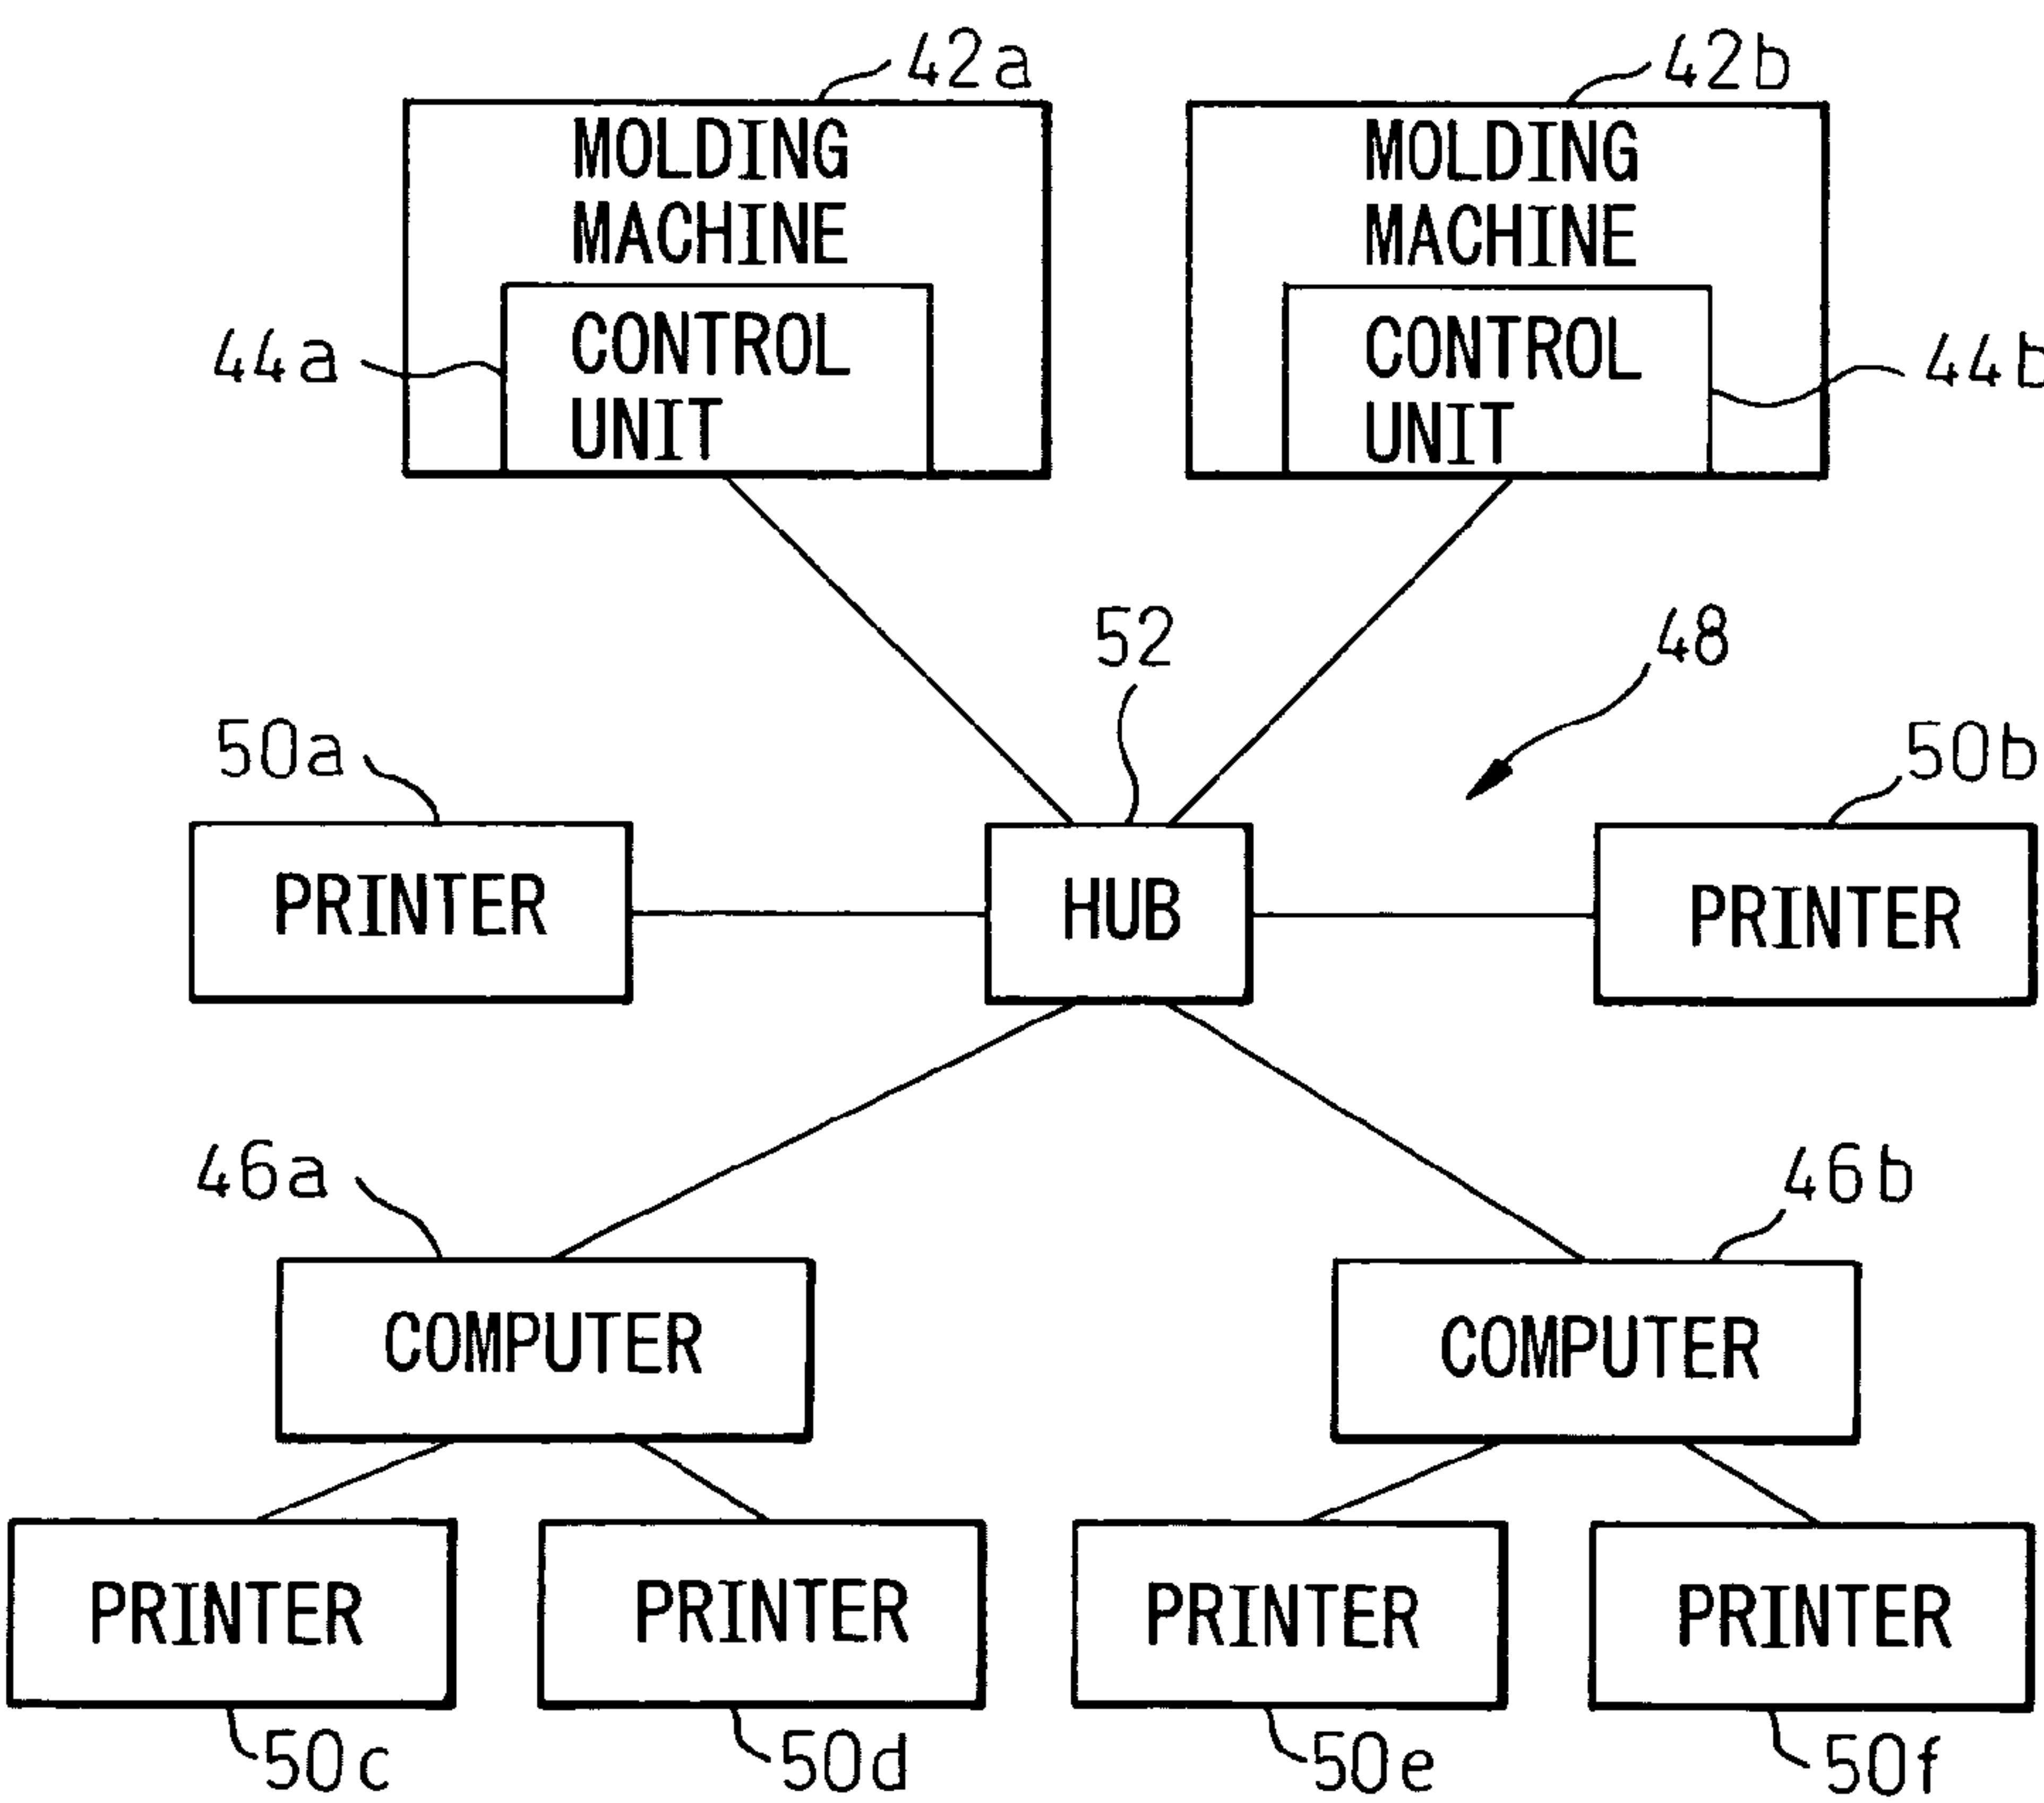 42a
42b
MOLDING
MACHINE
MOLDING
MACHINE
44a
CONTROL
UNIT
CONTROL
UNIT
44b
52
48
50a
50b
PRINTER
HUB
PRINTER
46a
46b
COMPUTER
COMPUTER
PRINTER
PRINTER
PRINTER
PRINTER
50c
50d
50e
50f